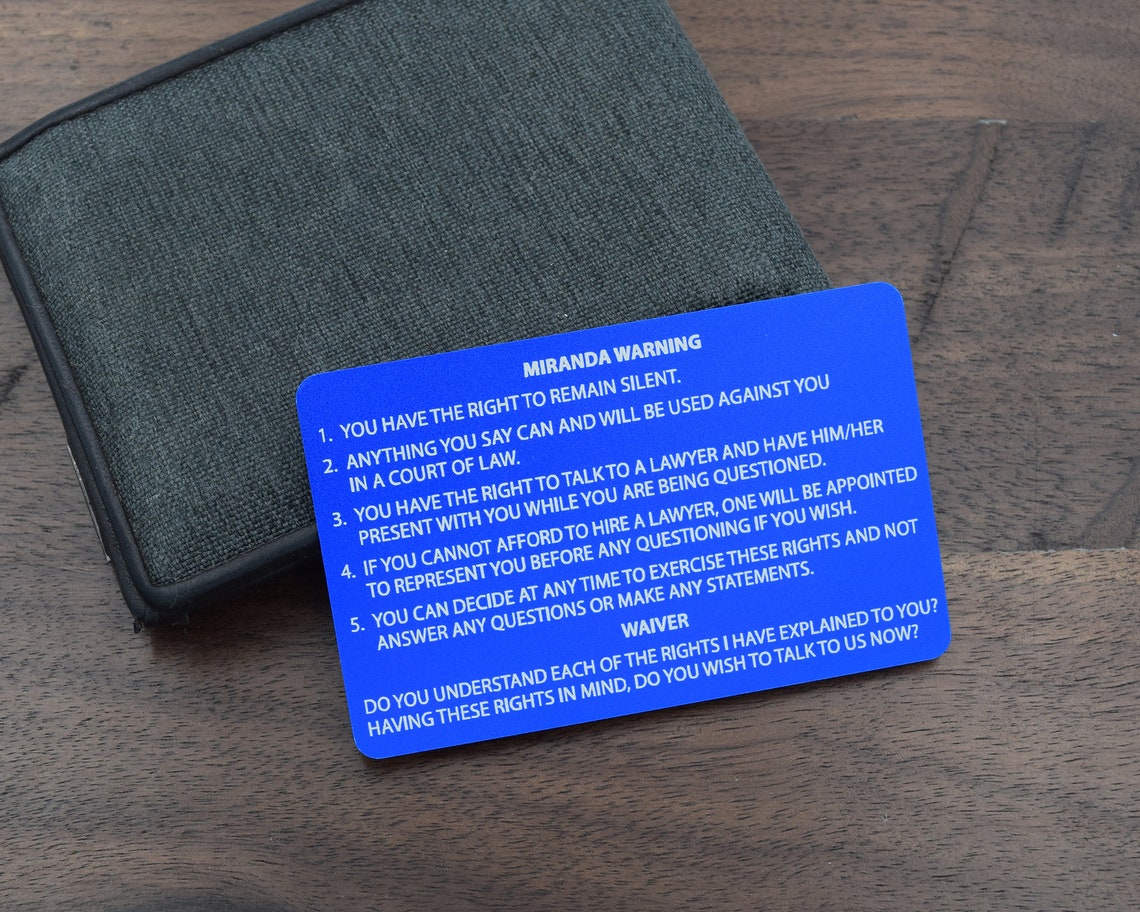 MIRANDA WARNING
1. YOU HAVE THE RIGHT TO REMAIN SILENT.
2. ANYTHING YOU SAY CAN AND WILL BE USED AGAINST YOU
IN A COURT OF LAW.
3. YOU HAVE THE RIGHT TO TALK TO A LAWYER AND HAVE HIM/HER
PRESENT WITH YOU WHILE YOU ARE BEING QUESTIONED.
4. IF YOU CANNOT AFFORD TO HIRE A LAWYER, ONE WILL BE APPOINTED
TO REPRESENT YOU BEFORE ANY QUESTIONING IF YOU WISH.
5. YOU CAN DECIDE AT ANY TIME TO EXERCISE THESE RIGHTS AND NOT
ANSWER ANY QUESTIONS OR MAKE ANY STATEMENTS.
WAIVER
DO YOU UNDERSTAND EACH OF THE RIGHTS I HAVE EXPLAINED TO YOU?
HAVING THESE RIGHTS IN MIND, DO YOU WISH TO TALK TO US NOW?